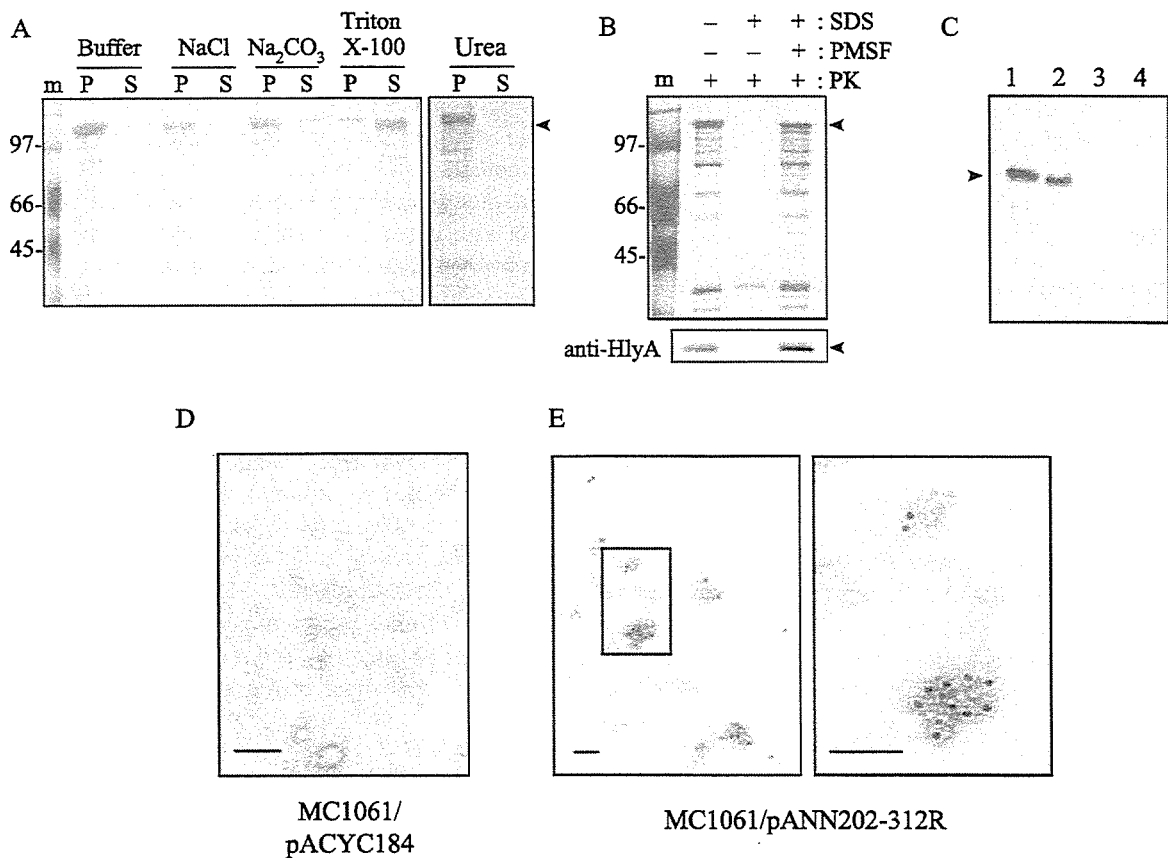 A
Buffer NaCl Na₂CO₃ Triton X-100 Urea
m P S P S P S P S P S
97-
66-
45-
B
– + + : SDS
– – + : PMSF
m + + + : PK
97-
66-
45-
anti-HlyA
C
1 2 3 4
D
MC1061/
pACYC184
E
MC1061/pANN202-312R